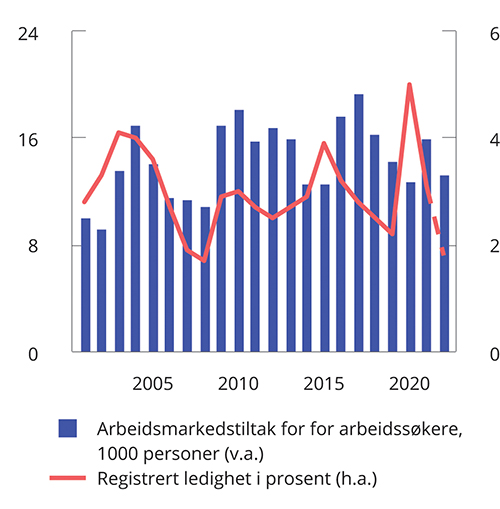 24 6
16 4
8 2
0 0
2005 2010 2015 2020
Arbeidsmarkedstiltak for for arbeidssøkere,
1000 personer (v.a.)
Registrert ledighet i prosent (h.a.)